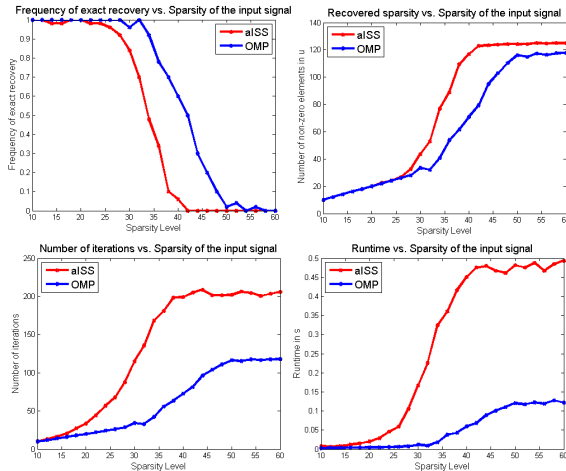 Frequency of exact recovery vs. Sparsity of the input signal
1
0.9
0.8
0.7
0.6
0.5
0.4
0.3
0.2
0.1
0
Frequency of exact recovery
aISS
OMP
10 15 20 25 30 35 40 45 50 55 60
Sparsity Level
Recovered sparsity vs. Sparsity of the input signal
140
120
100
80
60
40
20
0
Number of non-zero elements in u
aISS
OMP
10 15 20 25 30 35 40 45 50 55 60
Sparsity Level
Number of iterations vs. Sparsity of the input signal
250
200
150
100
50
0
Number of iterations
aISS
OMP
10 15 20 25 30 35 40 45 50 55 60
Sparsity Level
Runtime vs. Sparsity of the input signal
0.5
0.45
0.4
0.35
0.3
0.25
0.2
0.15
0.1
0.05
0
Runtime in s
aISS
OMP
10 15 20 25 30 35 40 45 50 55 60
Sparsity Level